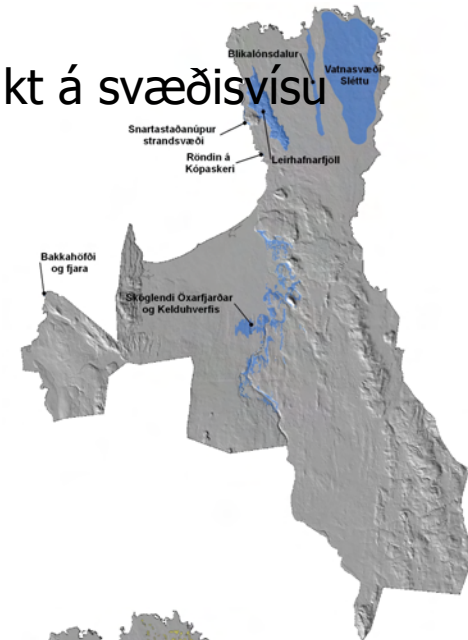 kt á svæðisvísu
Blikalónsdalur
Vatnasvæði
Sléttu
Snartastaðanúpur
strandsvæði
Röndin á
Kópaskeri
Leirhafnarfjöll
Bakkahöfði
og fjara
Skóglendi Öxarfjarðar
og Kelduhverfis